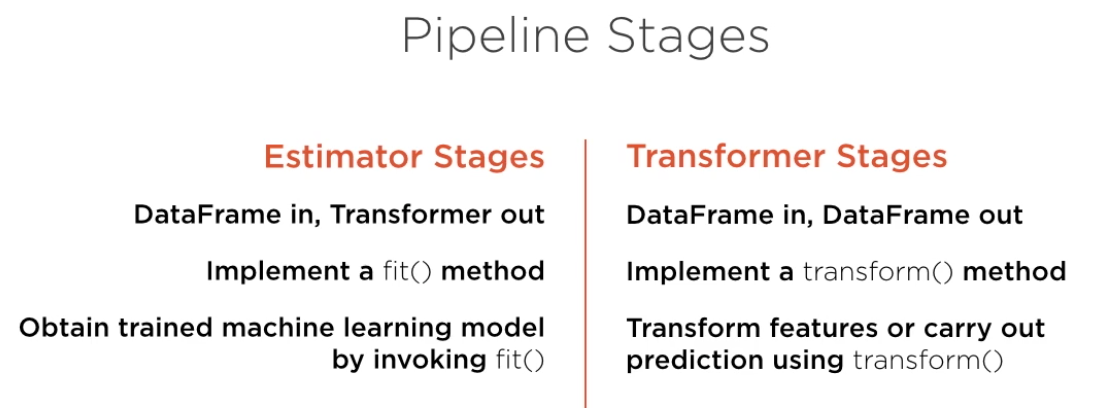 Pipeline Stages
Estimator Stages
DataFrame in, Transformer out
Implement a fit() method
Obtain trained machine learning model
by invoking fit()
Transformer Stages
DataFrame in, DataFrame out
Implement a transform() method
Transform features or carry out
prediction using transform()